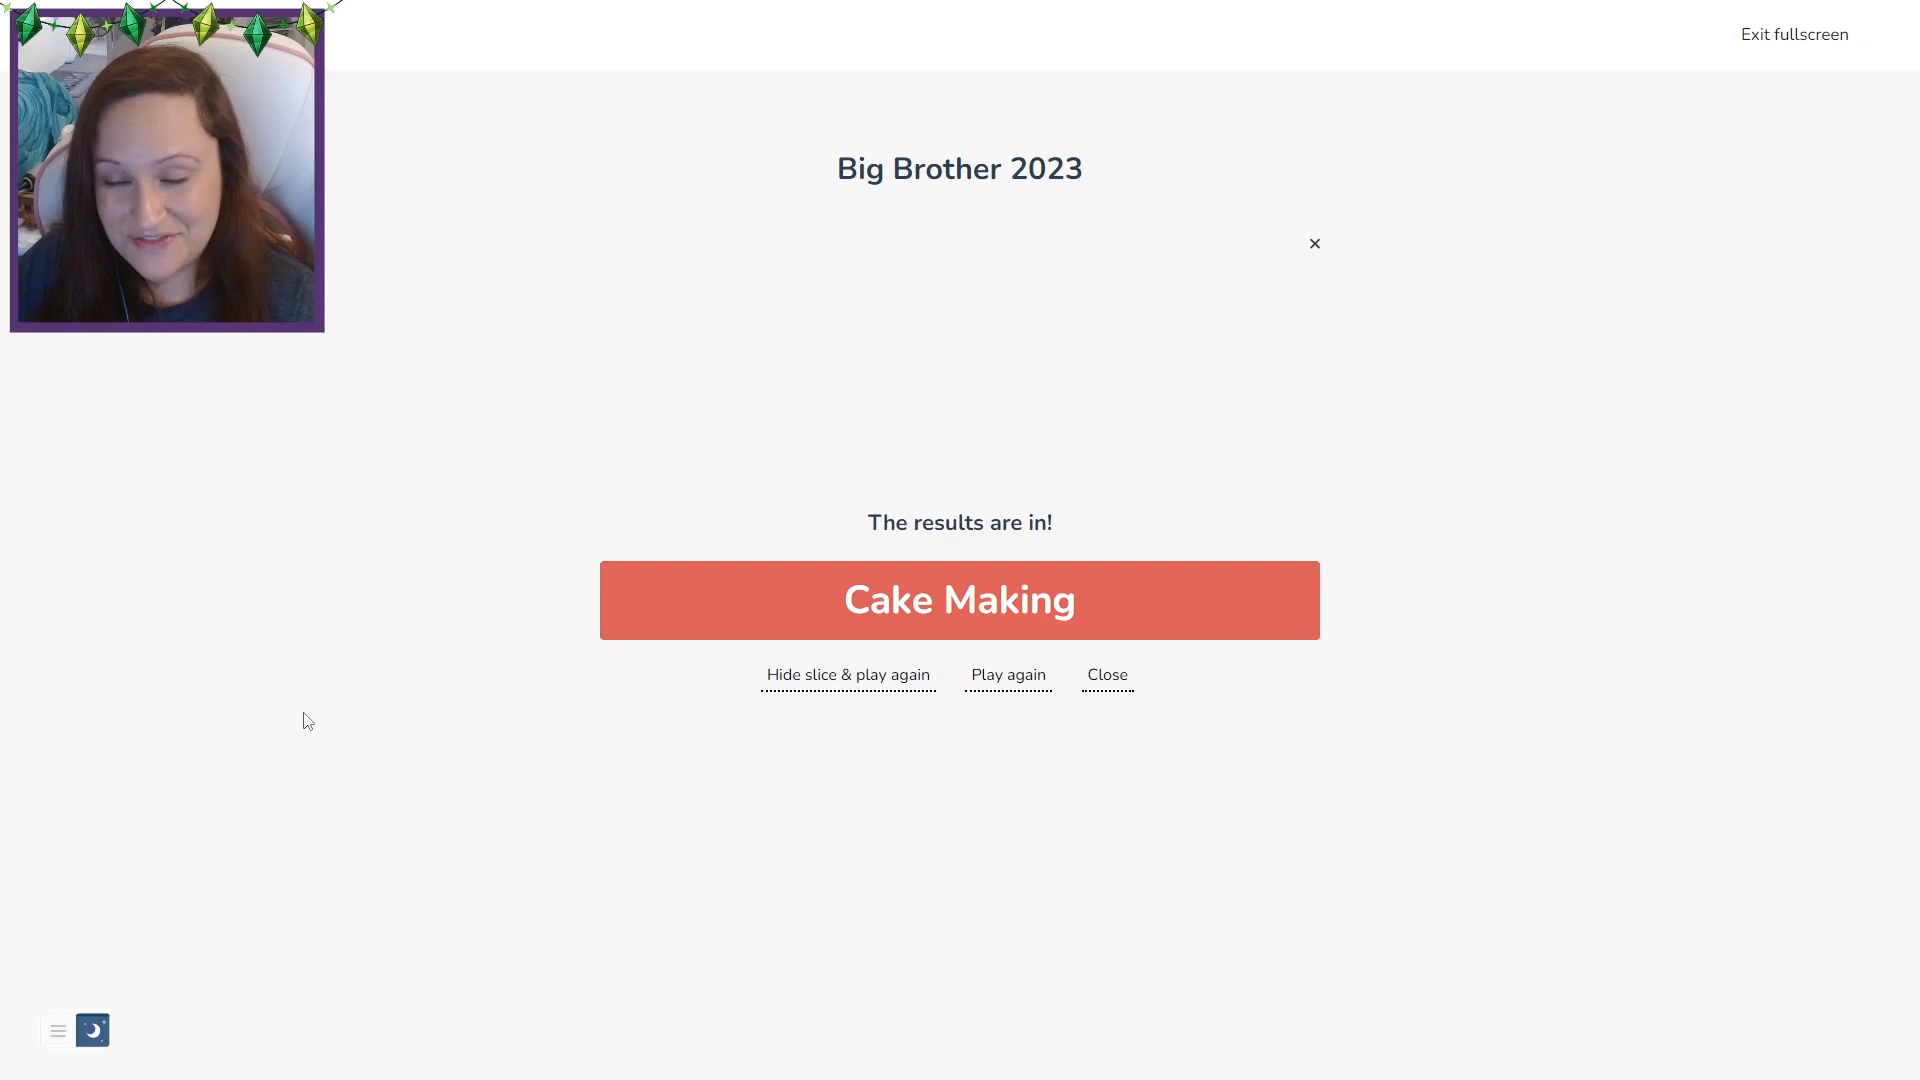 Exit fullscreen
Big Brother 2023
×
The results are in!
Cake Making
Hide slice & play again Play again Close